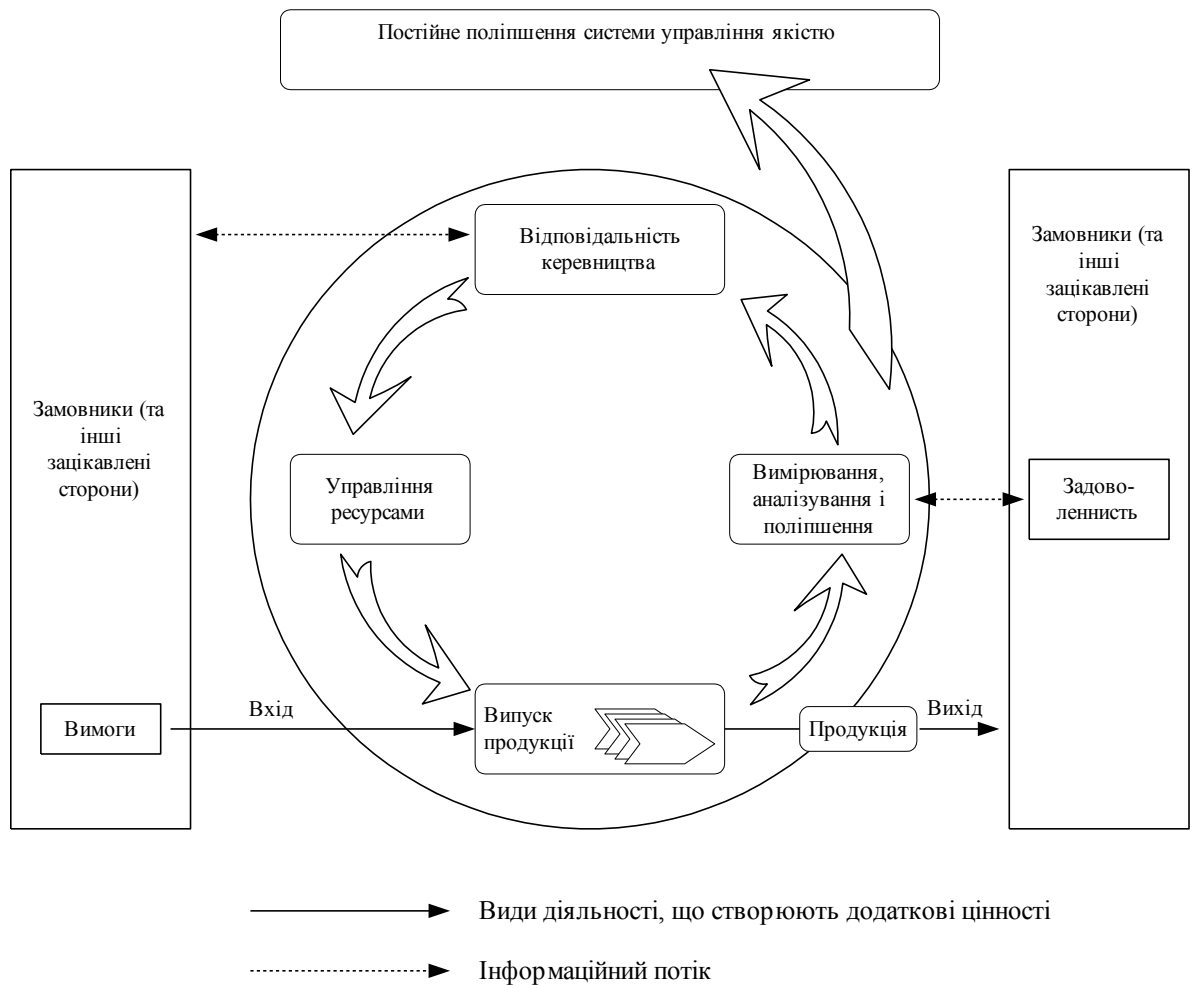 Постійне поліпшення системи управління якістю
Відповідальність
керевництва
Замовники (та
інші
зацікавлені
сторони)
Замовники (та
інші
зацікавлені
сторони)
Управління
ресурсами
Вимірювання,
аналізування і
поліпшення
Задово-
леннисть
Вимоги
Вхід
Випуск
продукції
Продукція
Вихід
Види діяльності, що створюють додаткові цінності
Інформаційний потік